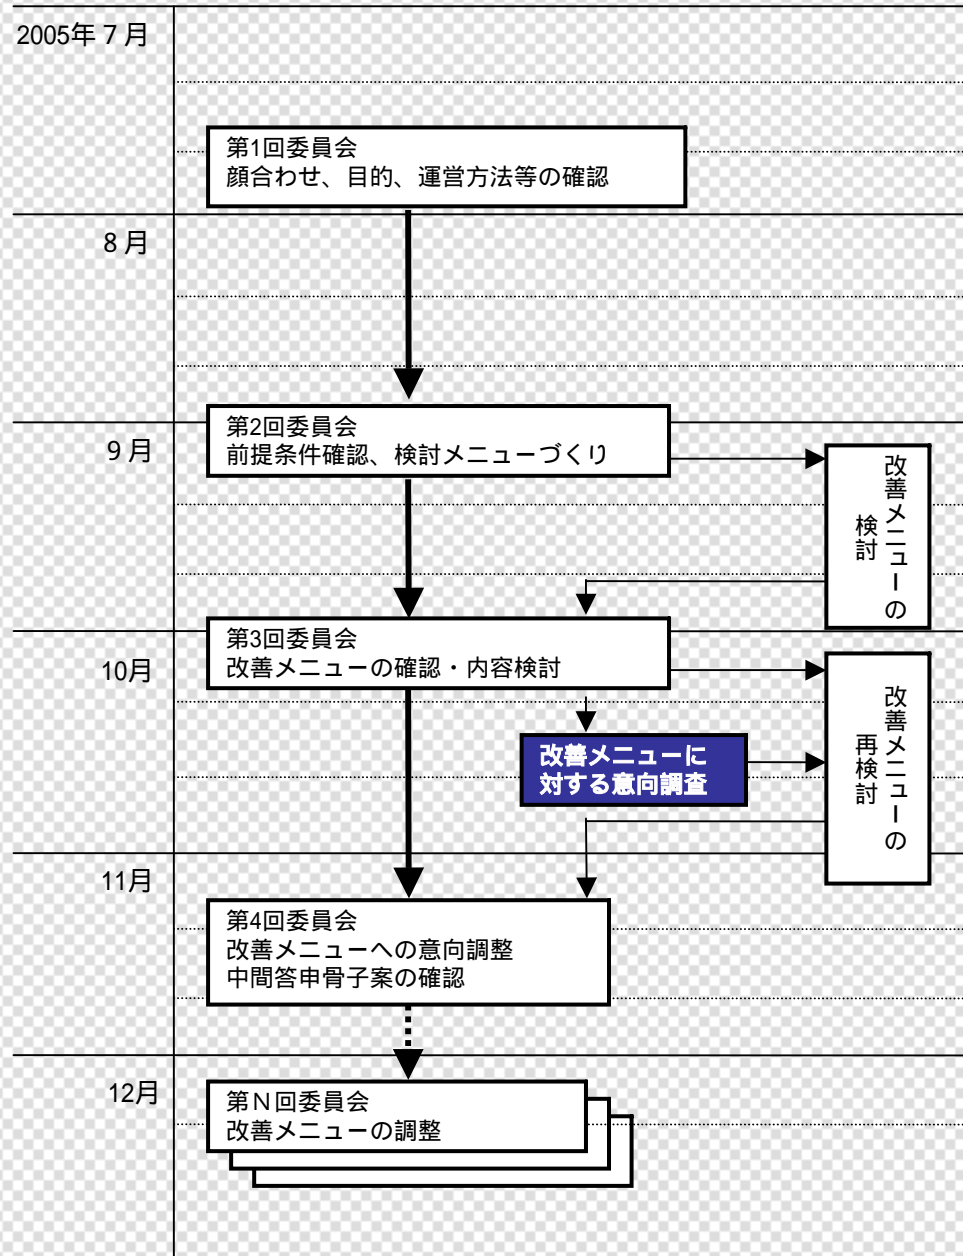 2005年7月
第1回委員会
顔合わせ、目的、運営方法等の確認
8月
9月
第2回委員会
前提条件確認、検討メニューづくり
改善メニューの
検討
10月
第3回委員会
改善メニューの確認・内容検討
改善メニューに
対する意向調査
改善メニューの
再検討
11月
第4回委員会
改善メニューへの意向調整
中間答申骨子案の確認
12月
第N回委員会
改善メニューの調整